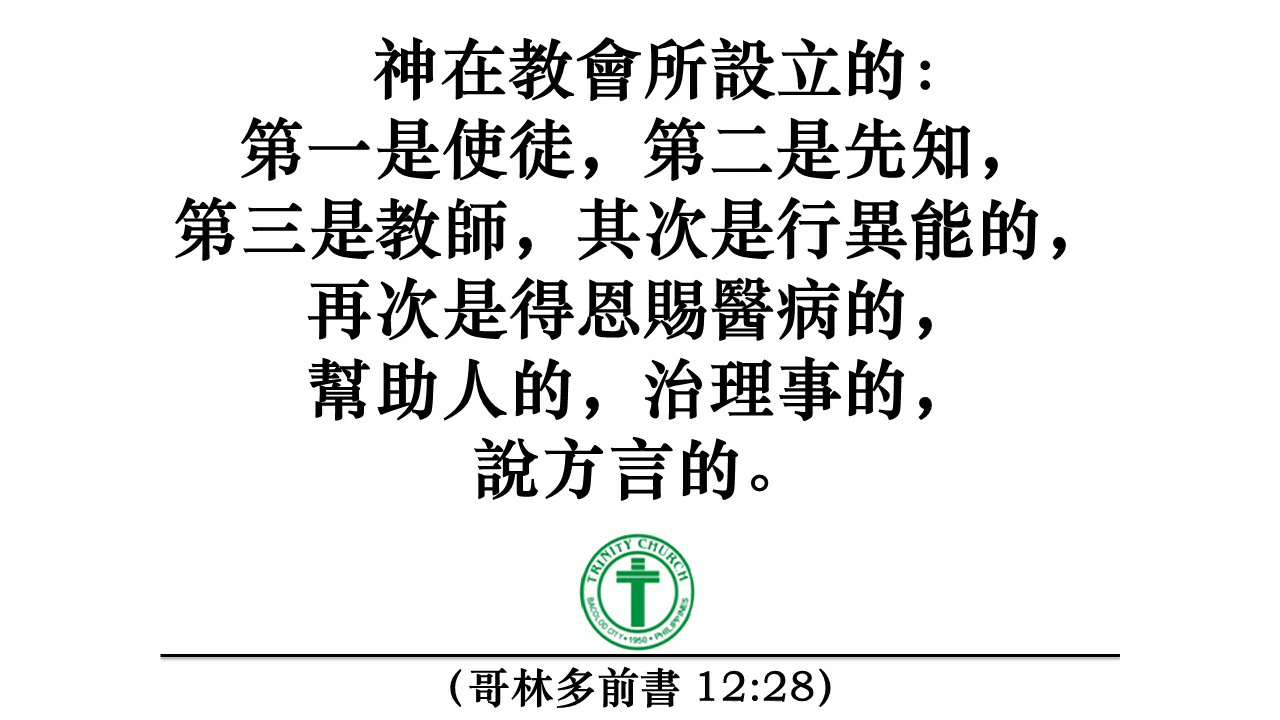 神在教會所設立的:
第一是使徒，第二是先知，
第三是教師，其次是行異能的，
再次是得恩賜醫病的，
幫助人的，治理事的，
說方言的。
TRINITY CHURCH
BACOLOD CITY • 1950 • PHILIPPINES
(哥林多前書 12:28)